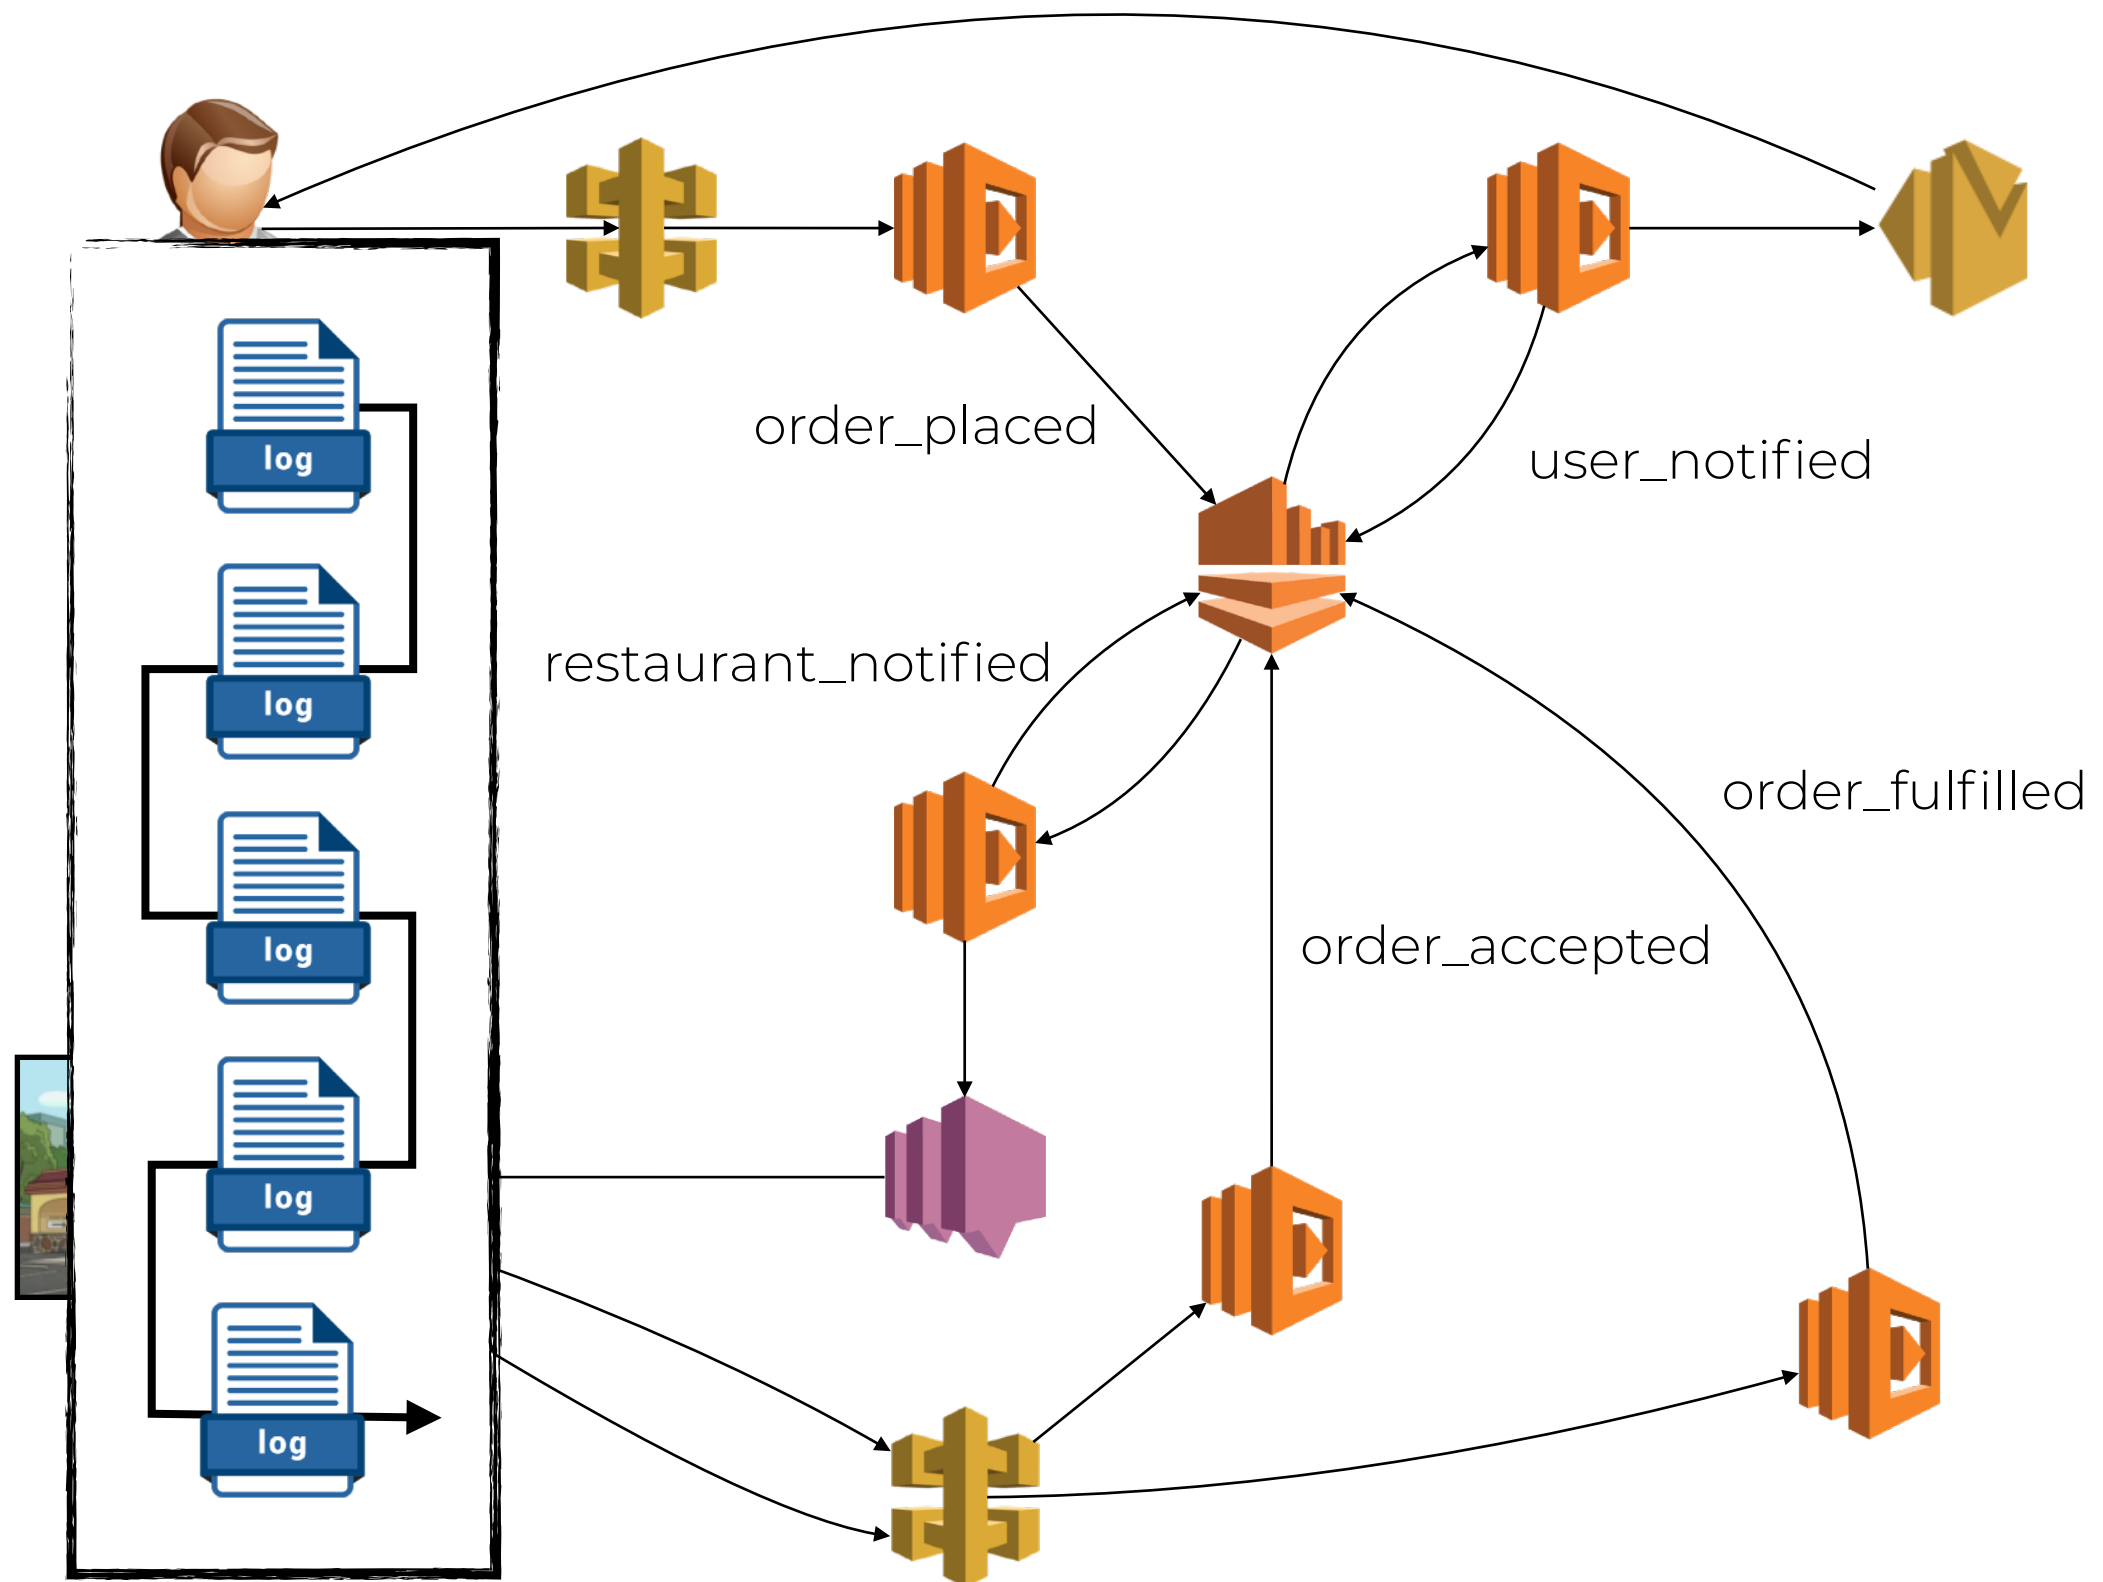 order_placed
user_notified
log
restaurant_notified
log
order_fulfilled
log
order_accepted
log
log